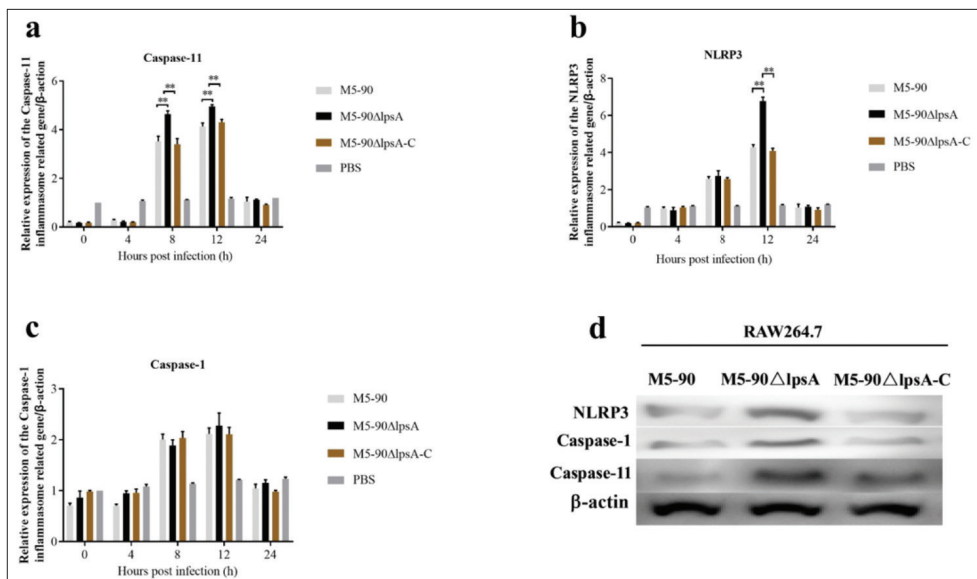 a
Caspase-11
Relative expression of the Caspase-11
inflammasome related gene/β-action
6
4
2
0
** **
** **
0 4 8 12 24
Hours post infection (h)
M5-90
M5-90ΔlpsA
M5-90ΔlpsA-C
PBS
b
NLRP3
Relative expression of the NLRP3
inflammasome related gene/β-action
8
6
4
2
0
**
**
0 4 8 12 24
Hours post infection (h)
M5-90
M5-90ΔlpsA
M5-90ΔlpsA-C
PBS
c
Caspase-1
Relative expression of the Caspase-1
inflammasome related gene/β-action
3
2
1
0
0 4 8 12 24
Hours post infection (h)
M5-90
M5-90ΔlpsA
M5-90ΔlpsA-C
PBS
d
RAW264.7
M5-90 M5-90△lpsA M5-90△lpsA-C
NLRP3
Caspase-1
Caspase-11
β-actin